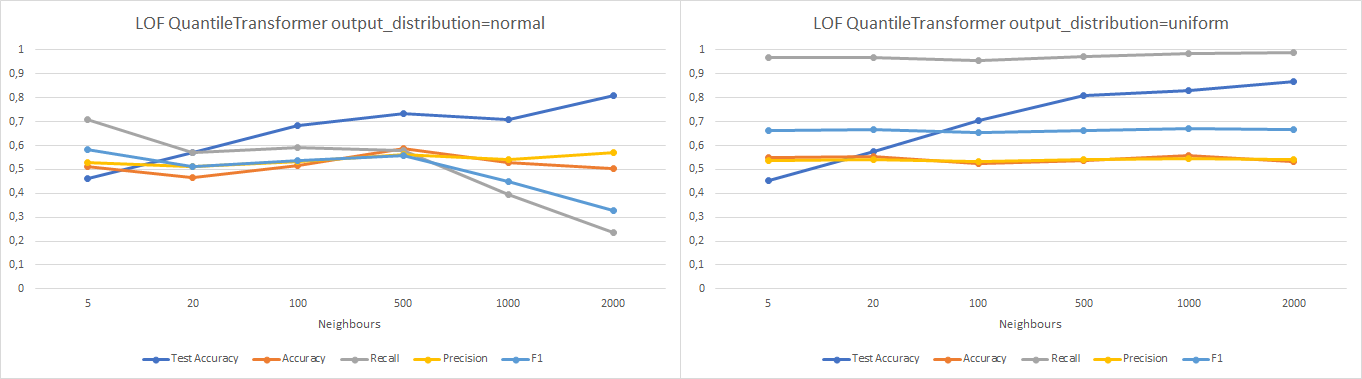 LOF QuantileTransformer output_distribution=normal
1
0,9
0,8
0,7
0,6
0,5
0,4
0,3
0,2
0,1
0
5 20 100 500 1000 2000
Neighbours
Test Accuracy Accuracy Recall Precision F1
LOF QuantileTransformer output_distribution=uniform
1
0,9
0,8
0,7
0,6
0,5
0,4
0,3
0,2
0,1
0
5 20 100 500 1000 2000
Neighbours
Test Accuracy Accuracy Recall Precision F1